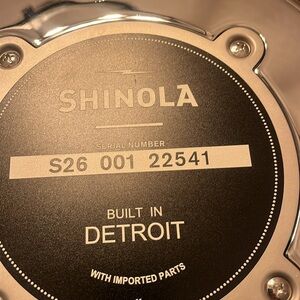 SHINOLA
SERIAL NUMBER
S26 001 22541
BUILT IN
DETROIT
WITH IMPORTED PARTS